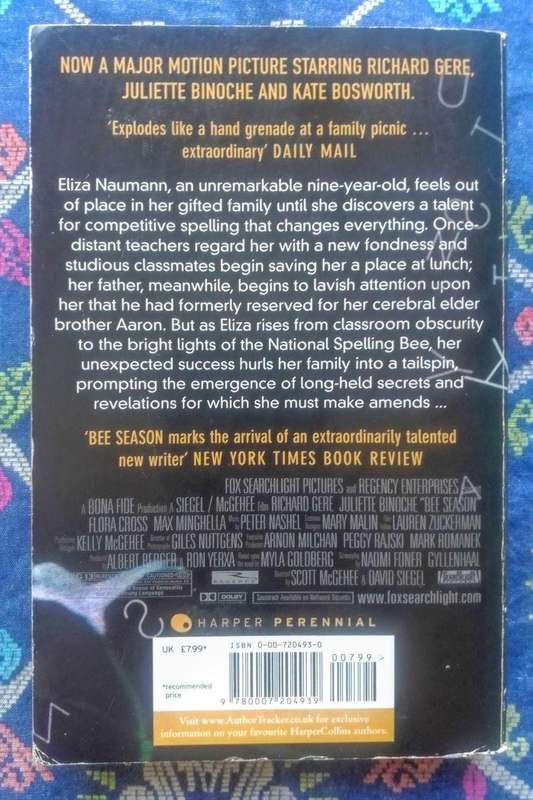 NOW A MAJOR MOTION PICTURE STARRING RICHARD GERE,
JULIETTE BINOCHE AND KATE BOSWORTH.
'Explodes like a hand grenade at a family picnic ...
extraordinary' DAILY MAIL
Eliza Naumann, an unremarkable nine-year-old, feels out
of place in her gifted family until she discovers a talent
for competitive spelling that changes everything. Once-
distant teachers regard her with a new fondness and
studious classmates begin saving her a place at lunch;
her father, meanwhile, begins to lavish attention upon
her that he had formerly reserved for her cerebral elder
brother Aaron. But as Eliza rises from classroom obscurity
to the bright lights of the National Spelling Bee, her
unexpected success hurls her family into a tailspin,
prompting the emergence of long-held secrets and
revelations for which she must make amends ...
'BEE SEASON marks the arrival of an extraordinarily talented
new writer' NEW YORK TIMES BOOK REVIEW
FOX SEARCHLIGHT PICTURES and REGENCY ENTERPRISES
A BONA FIDE Production A SIEGEL / McGEHEE Film RICHARD GERE JULIETTE BINOCHE "BEE SEASON"
FLORA CROSS MAX MINGHELLA Music PETER NASHEL MARY MALIN LAUREN ZUCKERMAN
KELLY McGEHEE GILES NUTTGENS ARNON MILCHAN PEGGY RAJSKI MARK ROMANEK
ALBERT BERGER RON YERXA MYLA GOLDBERG NAOMI FONER GYLLENHAAL
SCOTT McGEHEE & DAVID SIEGEL
DOLBY Soundtrack Available on www.foxsearchlight.com
HARPER PERENNIAL
UK £7.99*
*recommended
price
ISBN 0-00-720493-0
00799 >
9 780007 204939
Visit www.AuthorTracker.co.uk for exclusive
information on your favourite HarperCollins authors.